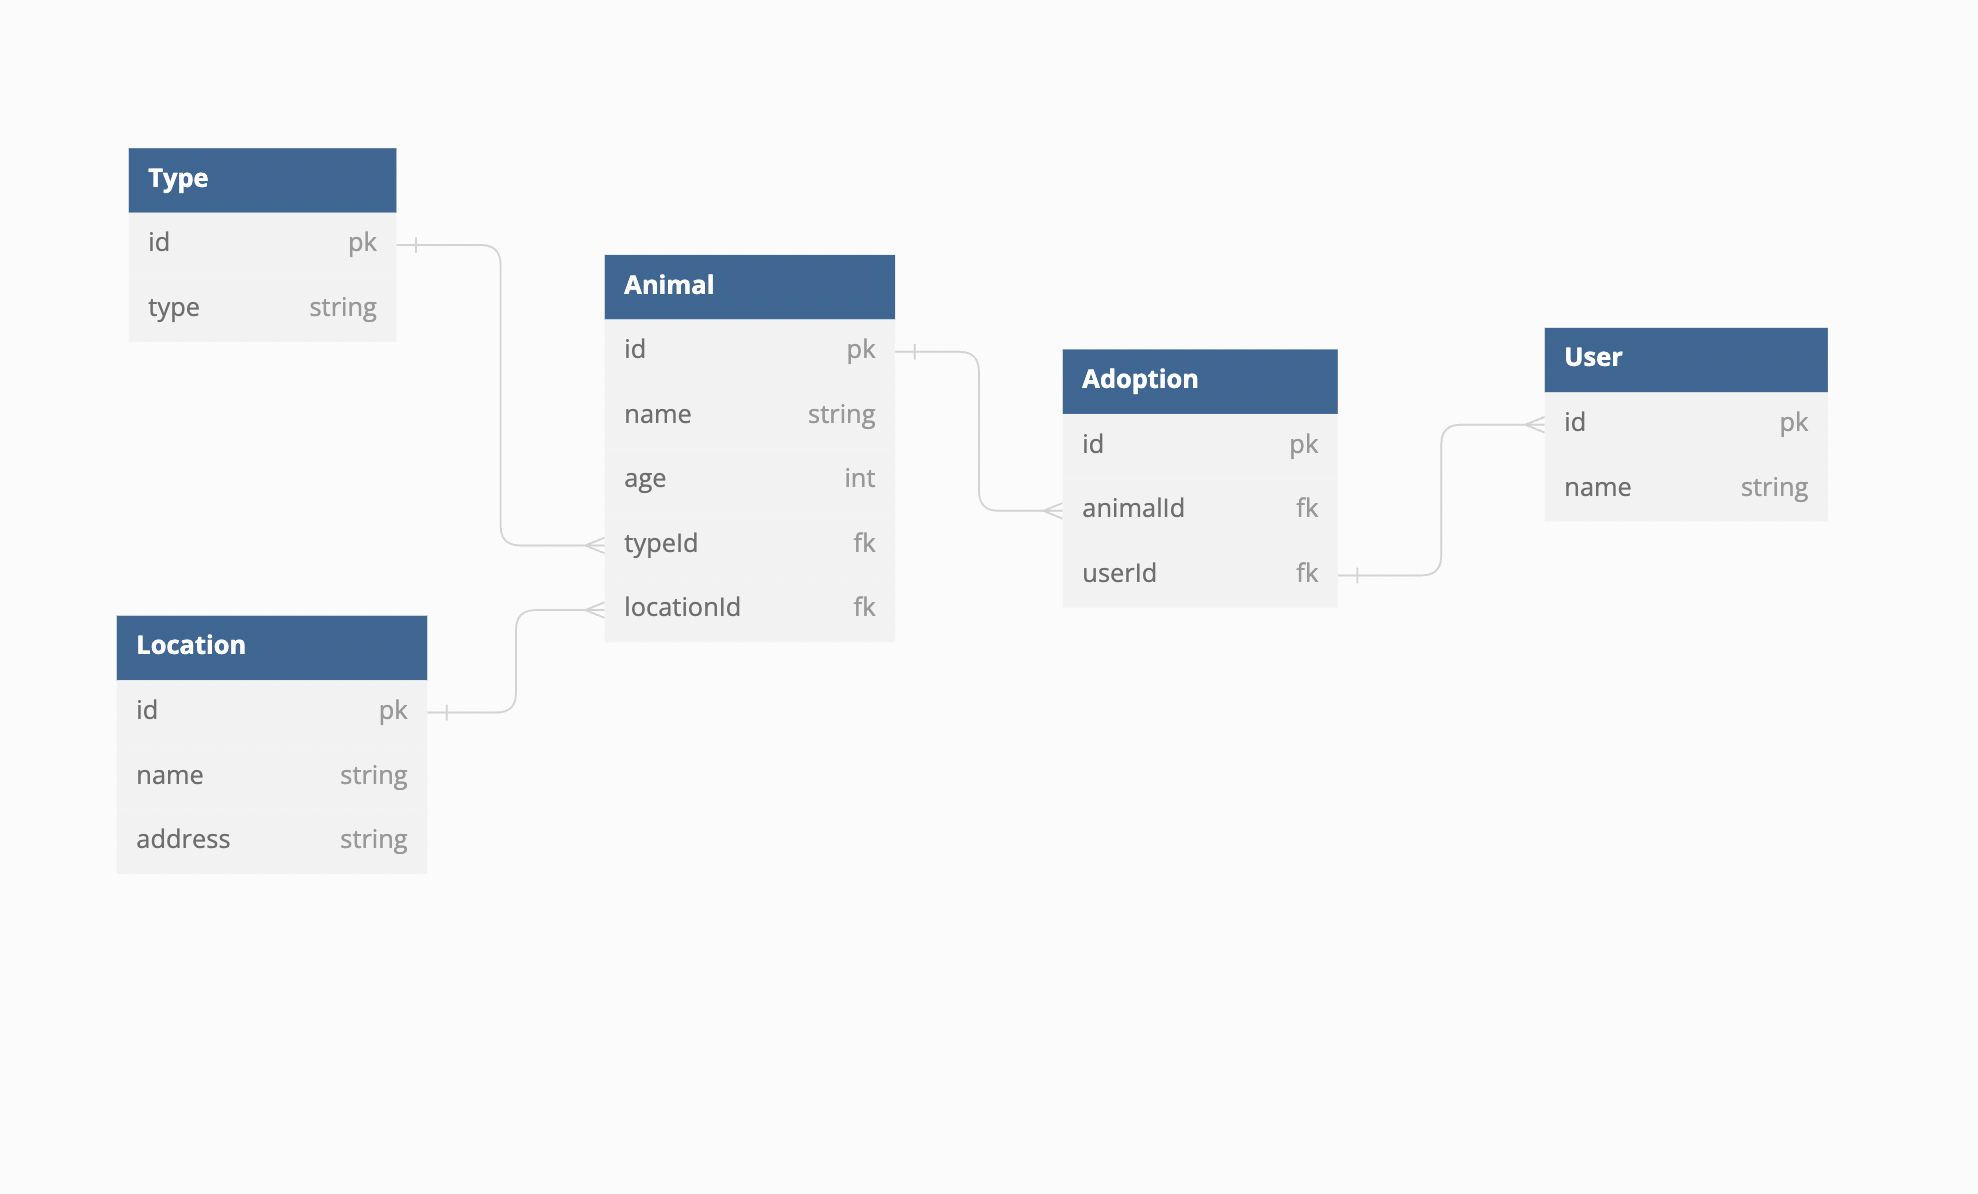 Type
id pk
type string
Animal
id pk
name string
age int
typeId fk
locationId fk
Location
id pk
name string
address string
Adoption
id pk
animalId fk
userId fk
User
id pk
name string